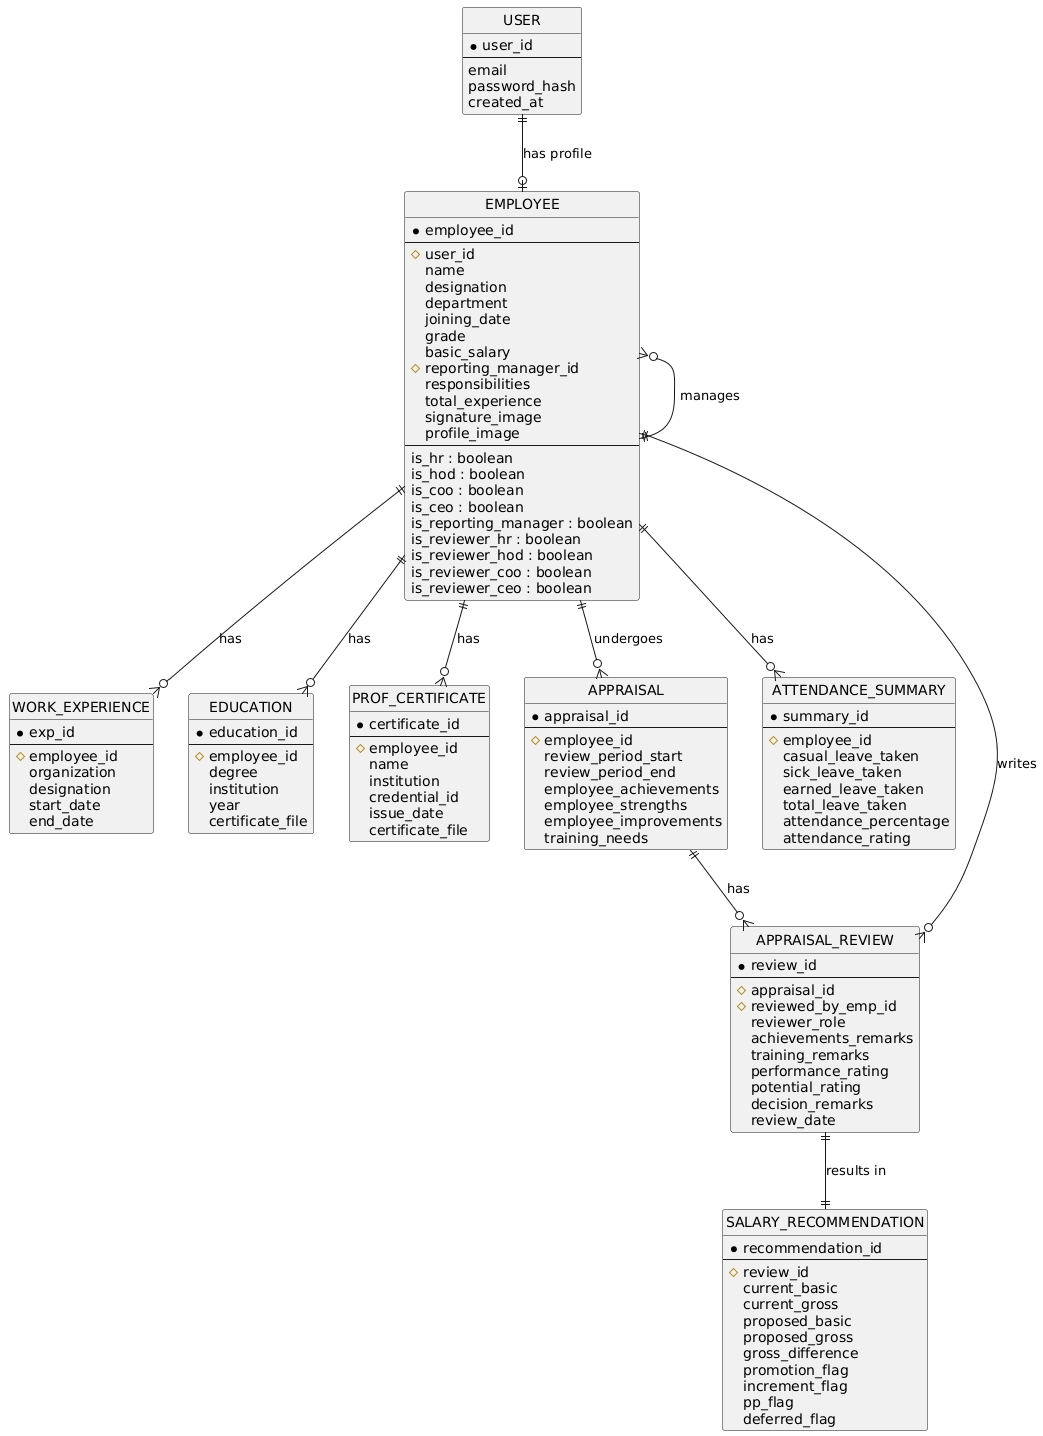 USER
user_id
email
password_hash
created_at
has profile
EMPLOYEE
employee_id
user_id
name
designation
department
joining_date
grade
basic_salary
reporting_manager_id
responsibilities
total_experience
signature_image
profile_image
is_hr : boolean
is_hod : boolean
is_coo : boolean
is_ceo : boolean
is_reporting_manager : boolean
is_reviewer_hr : boolean
is_reviewer_hod : boolean
is_reviewer_coo : boolean
is_reviewer_ceo : boolean
manages
has
has
has
undergoes
has
writes
WORK_EXPERIENCE
exp_id
employee_id
organization
designation
start_date
end_date
EDUCATION
education_id
employee_id
degree
institution
year
certificate_file
PROF_CERTIFICATE
certificate_id
employee_id
name
institution
credential_id
issue_date
certificate_file
APPRAISAL
appraisal_id
employee_id
review_period_start
review_period_end
employee_achievements
employee_strengths
employee_improvements
training_needs
ATTENDANCE_SUMMARY
summary_id
employee_id
casual_leave_taken
sick_leave_taken
earned_leave_taken
total_leave_taken
attendance_percentage
attendance_rating
has
APPRAISAL_REVIEW
review_id
appraisal_id
reviewed_by_emp_id
reviewer_role
achievements_remarks
training_remarks
performance_rating
potential_rating
decision_remarks
review_date
results in
SALARY_RECOMMENDATION
recommendation_id
review_id
current_basic
current_gross
proposed_basic
proposed_gross
gross_difference
promotion_flag
increment_flag
pp_flag
deferred_flag